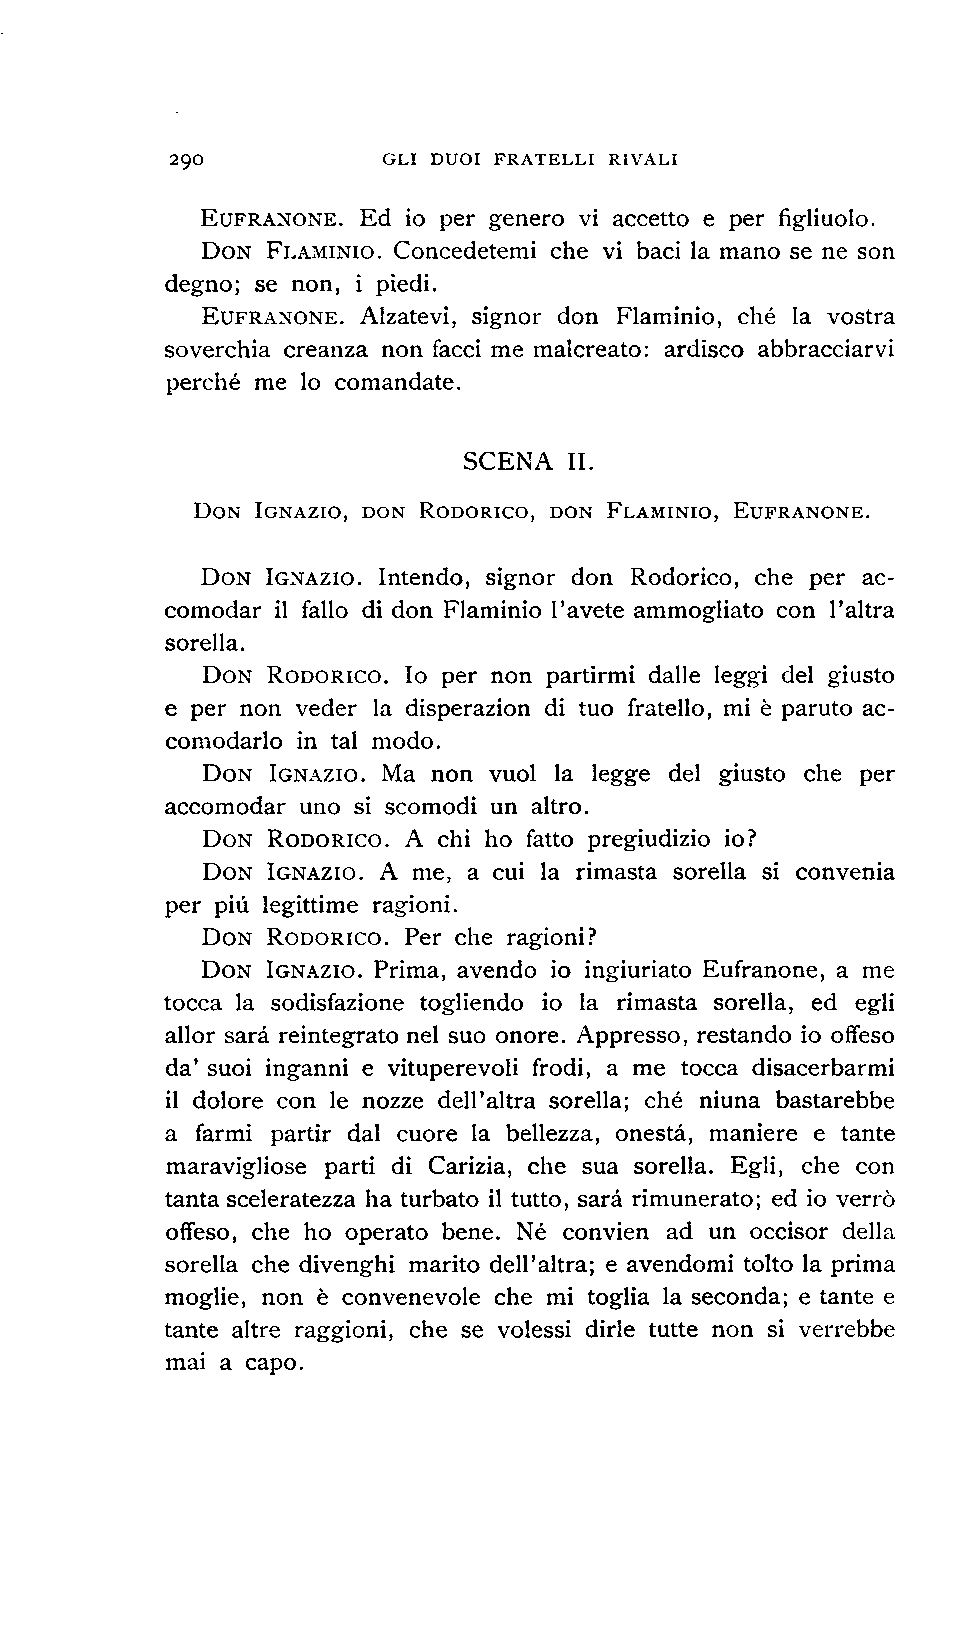 290 GLI DUOI FRATELLI RIVALI
EUFRANONE. Ed io per genero vi accetto e per figliuolo.
DON FLAMINIO. Concedetemi che vi baci la mano se ne son
degno; se non, i piedi.
EUFRANONE. Alzatevi, signor don Flaminio, ché la vostra
soverchia creanza non facci me malcreato: ardisco abbracciarvi
perché me lo comandate.
SCENA II.
DON IGNAZIO, DON RODORICO, DON FLAMINIO, EUFRANONE.
DON IGNAZIO. Intendo, signor don Rodorico, che per ac-
comodar il fallo di don Flaminio l'avete ammogliato con l'altra
sorella.
DON RODORICO. Io per non partirmi dalle leggi del giusto
e per non veder la disperazion di tuo fratello, mi è paruto ac-
comodarlo in tal modo.
DON IGNAZIO. Ma non vuol la legge del giusto che per
accomodar uno si scomodi un altro.
DON RODORICO. A chi ho fatto pregiudizio io?
DON IGNAZIO. A me, a cui la rimasta sorella si convenia
per piú legittime ragioni.
DON RODORICO. Per che ragioni?
DON IGNAZIO. Prima, avendo io ingiuriato Eufranone, a me
tocca la sodisfazione togliendo io la rimasta sorella, ed egli
allor sará reintegrato nel suo onore. Appresso, restando io offeso
da' suoi inganni e vituperevoli frodi, a me tocca disacerbarmi
il dolore con le nozze dell'altra sorella; ché niuna bastarebbe
a farmi partir dal cuore la bellezza, onestá, maniere e tante
maravigliose parti di Carizia, che sua sorella. Egli, che con
tanta sceleratezza ha turbato il tutto, sará rimunerato; ed io verrò
offeso, che ho operato bene. Né convien ad un occisor della
sorella che divenghi marito dell'altra; e avendomi tolto la prima
moglie, non è convenevole che mi toglia la seconda; e tante e
tante altre raggioni, che se volessi dirle tutte non si verrebbe
mai a capo.